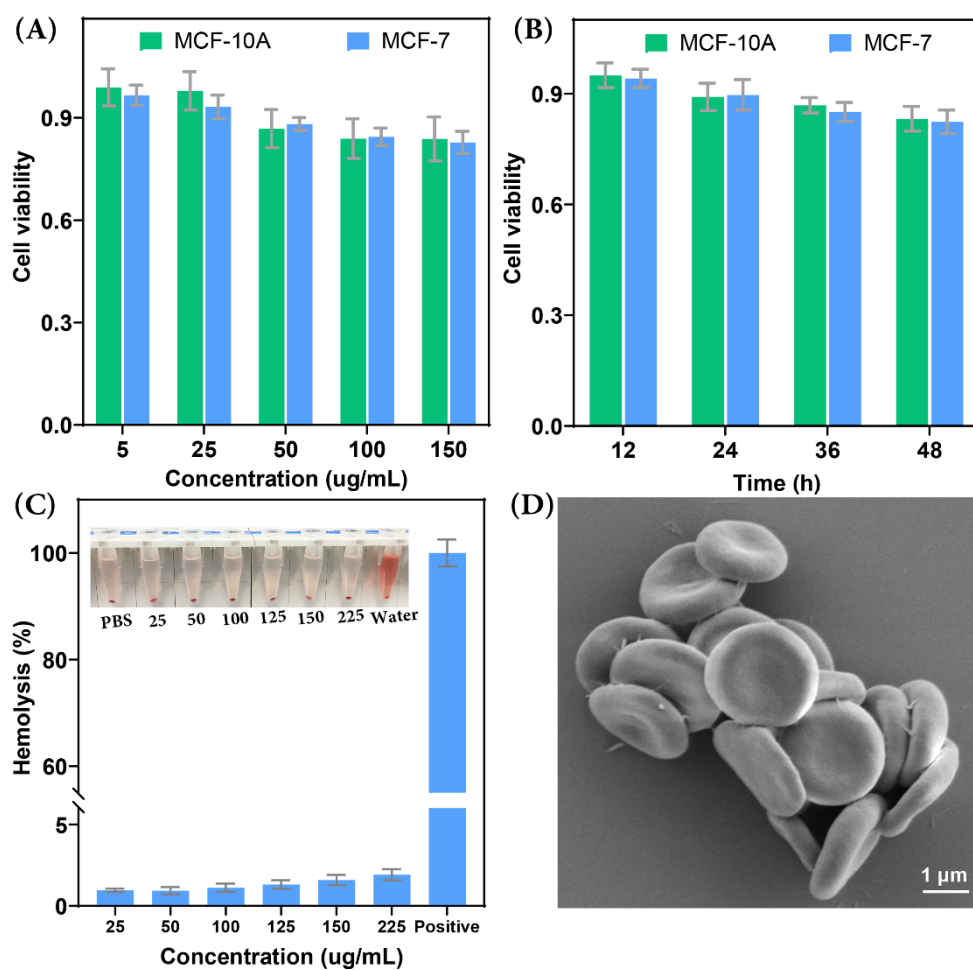 (A)
MCF-10A MCF-7
Cell viability
0.9
0.6
0.3
0.0
5 25 50 100 150
Concentration (ug/mL)
(B)
MCF-10A MCF-7
Cell viability
0.9
0.6
0.3
0.0
12 24 36 48
Time (h)
(C)
Hemolysis (%)
100
80
60
5
0
PBS 25 50 100 125 150 225 Water
25 50 100 125 150 225 Positive
Concentration (ug/mL)
(D)
1 μm